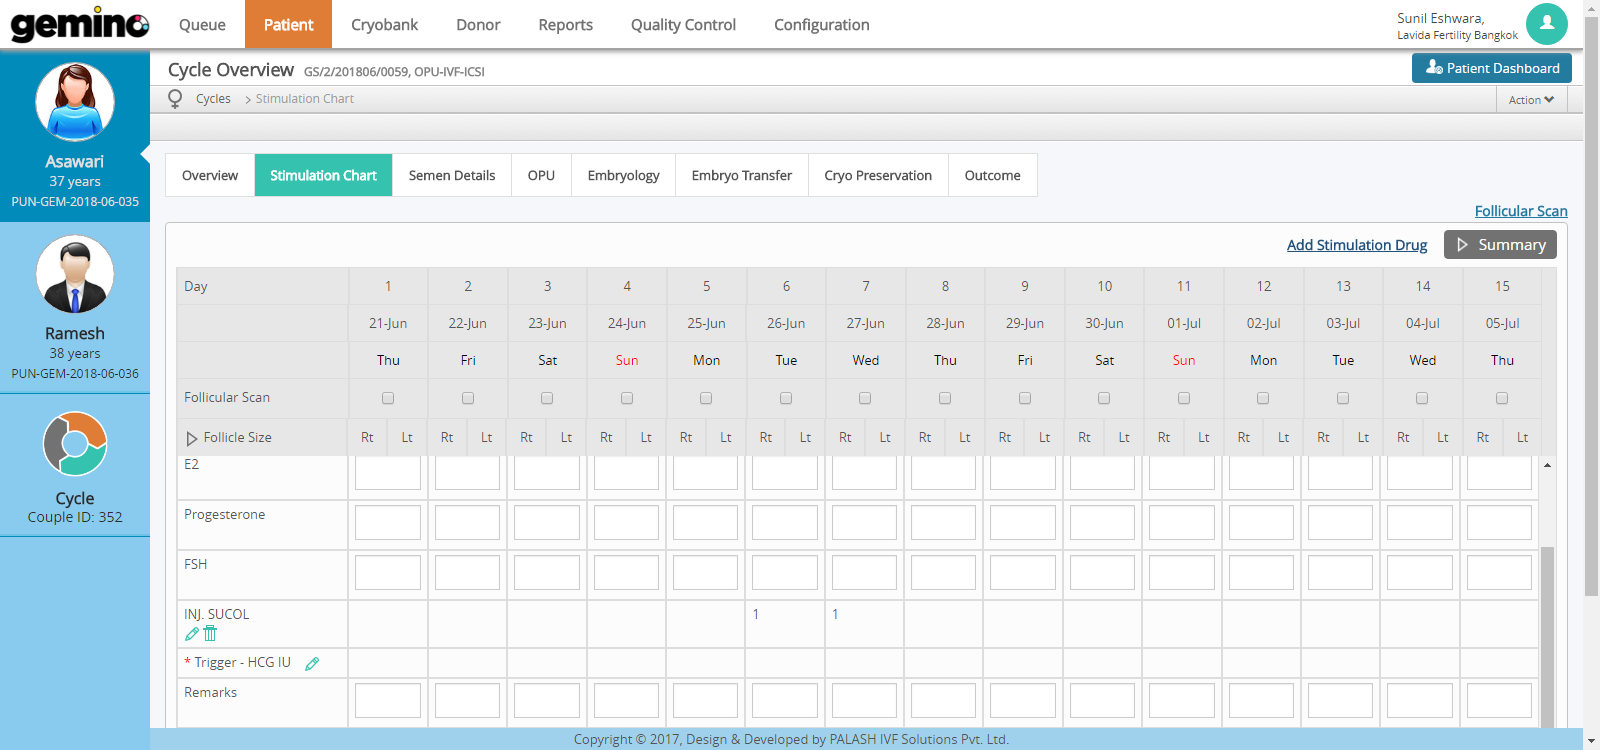 gemino Queue Patient Cryobank Donor Reports Quality Control Configuration
Sunil Eshwara,
Lavida Fertility Bangkok
Cycle Overview GS/2/201806/0059, OPU-IVF-ICSI Patient Dashboard
Cycles > Stimulation Chart Action
Asawari
37 years
PUN-GEM-2018-06-035
Ramesh
38 years
PUN-GEM-2018-06-036
Cycle
Couple ID: 352
Overview Stimulation Chart Semen Details OPU Embryology Embryo Transfer Cryo Preservation Outcome
Follicular Scan
Add Stimulation Drug Summary
Day 1 2 3 4 5 6 7 8 9 10 11 12 13 14 15
21-Jun 22-Jun 23-Jun 24-Jun 25-Jun 26-Jun 27-Jun 28-Jun 29-Jun 30-Jun 01-Jul 02-Jul 03-Jul 04-Jul 05-Jul
Thu Fri Sat Sun Mon Tue Wed Thu Fri Sat Sun Mon Tue Wed Thu
Follicular Scan
Follicle Size Rt Lt Rt Lt Rt Lt Rt Lt Rt Lt Rt Lt Rt Lt Rt Lt Rt Lt Rt Lt Rt Lt Rt Lt Rt Lt Rt Lt Rt Lt
E2
Progesterone
FSH
INJ. SUCOL 1 1
* Trigger - HCG IU
Remarks
Copyright © 2017, Design & Developed by PALASH IVF Solutions Pvt. Ltd.